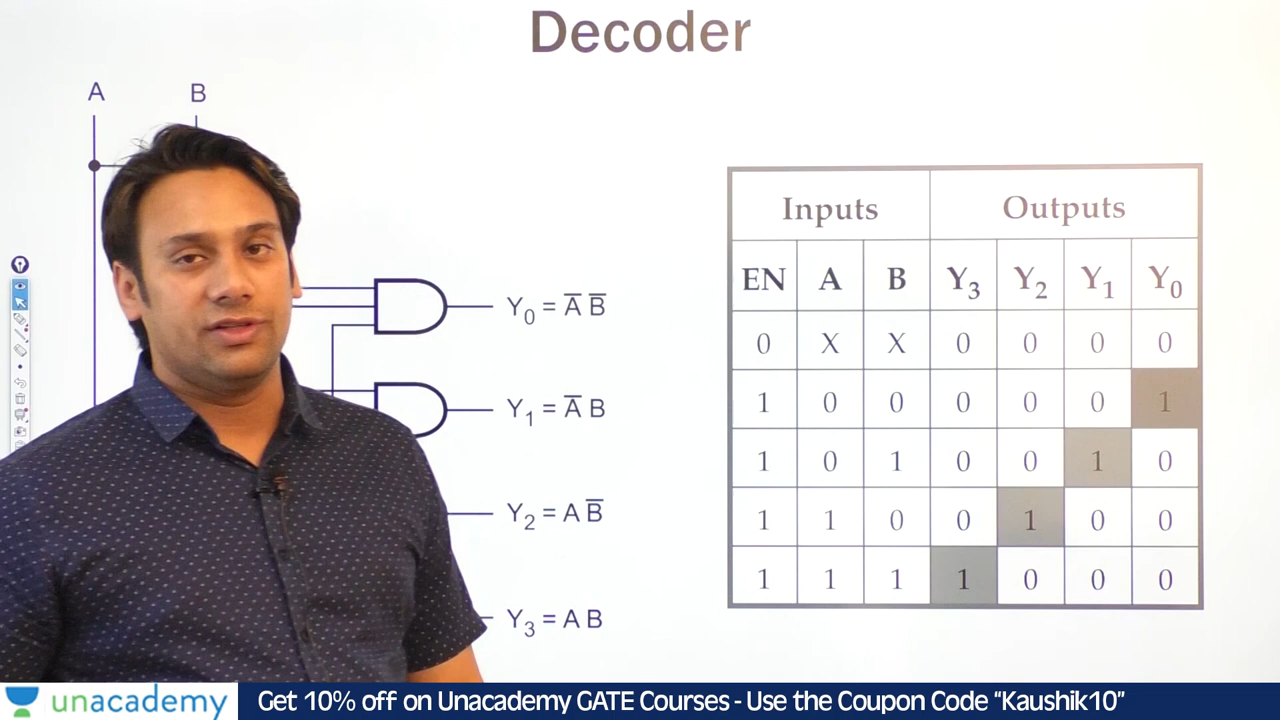 Decoder
A B
Y₀ = A̅ B̅
Y₁ = A̅ B
Y₂ = A B̅
Y₃ = A B
Inputs Outputs
EN A B Y₃ Y₂ Y₁ Y₀
0 X X 0 0 0 0
1 0 0 0 0 0 1
1 0 1 0 0 1 0
1 1 0 0 1 0 0
1 1 1 1 0 0 0
unacademy
Get 10% off on Unacademy GATE Courses - Use the Coupon Code “Kaushik10”